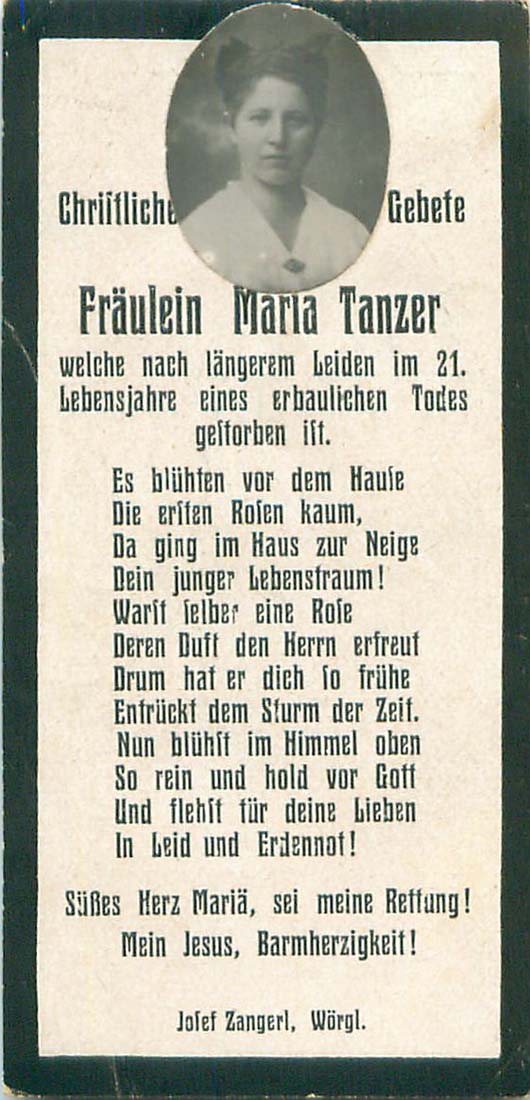 Chriſtliche Gebete
Fräulein Maria Tanzer
welche nach längerem Leiden im 21.
Lebensjahre eines erbaulichen Todes
geſtorben iſt.
Es blühten vor dem Hauſe
Die erſten Roſen kaum,
Da ging im Haus zur Neige
Dein junger Lebenstraum!
Warſt ſelber eine Roſe
Deren Duft den Herrn erfreut
Drum hat er dich ſo frühe
Entrückt dem Sturm der Zeit.
Nun blühſt im Himmel oben
So rein und hold vor Gott
Und flehſt für deine Lieben
In Leid und Erdennot!
Süßes Herz Mariä, sei meine Rettung!
Mein Jesus, Barmherzigkeit!
Joſef Zangerl, Wörgl.